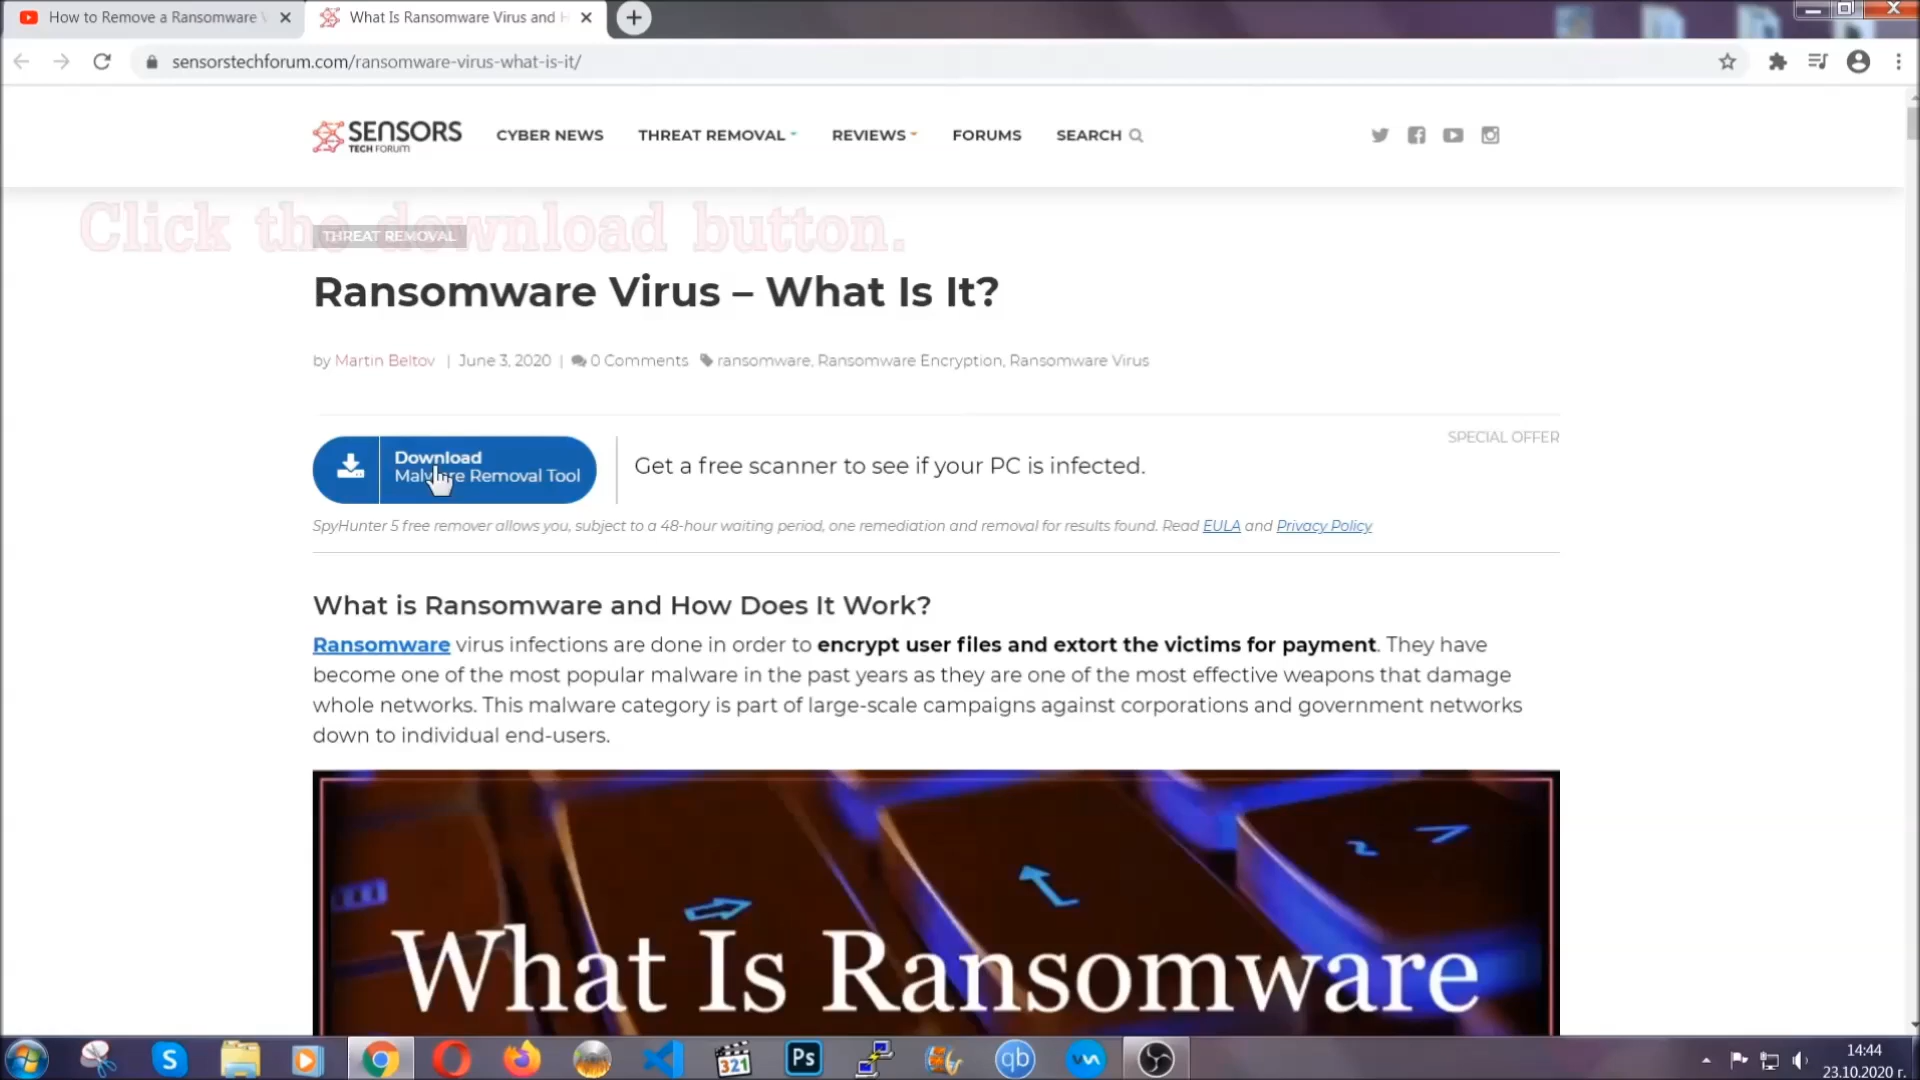 How to Remove a Ransomware V
What Is Ransomware Virus and H
sensorstechforum.com/ransomware-virus-what-is-it/
SENSORS
TECH FORUM
CYBER NEWS
THREAT REMOVAL
REVIEWS
FORUMS
SEARCH
Click the download button.
THREAT REMOVAL
Ransomware Virus – What Is It?
by Martin Beltov | June 3, 2020 | 0 Comments ransomware, Ransomware Encryption, Ransomware Virus
SPECIAL OFFER
Download
Malware Removal Tool
Get a free scanner to see if your PC is infected.
SpyHunter 5 free remover allows you, subject to a 48-hour waiting period, one remediation and removal for results found. Read EULA and Privacy Policy
What is Ransomware and How Does It Work?
Ransomware virus infections are done in order to encrypt user files and extort the victims for payment. They have
become one of the most popular malware in the past years as they are one of the most effective weapons that damage
whole networks. This malware category is part of large-scale campaigns against corporations and government networks
down to individual end-users.
What Is Ransomware
S
321
Ps
qb
14:44
23.10.2020 г.